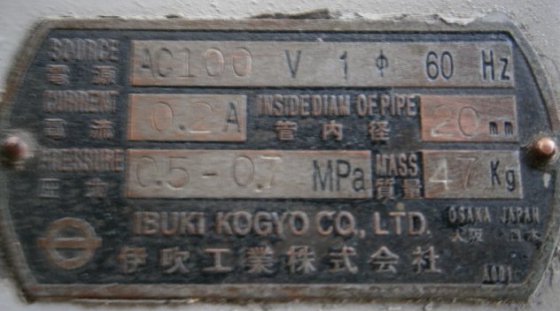 SOURCE AC100 V 1 Φ 60 Hz
電源
CURRENT 0.2 A INSIDE DIAM OF PIPE 20 mm
電流 管内径
PRESSURE 0.5 - 0.7 MPa MASS 47 Kg
圧力 質量
IBUKI KOGYO CO., LTD. OSAKA JAPAN
伊吹工業株式会社 大阪 日本